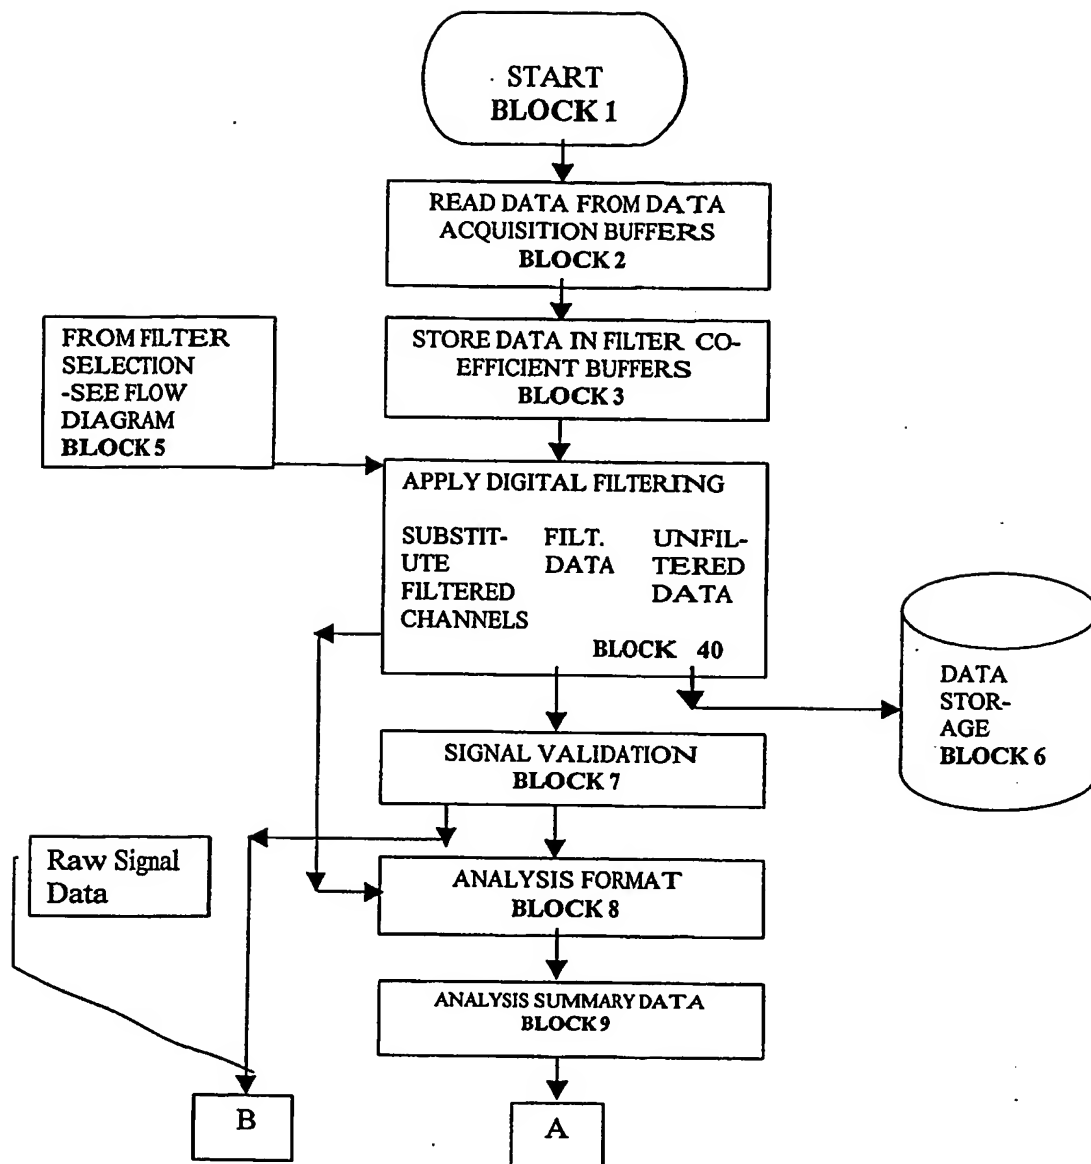 START
BLOCK 1
READ DATA FROM DATA
ACQUISITION BUFFERS
BLOCK 2
STORE DATA IN FILTER CO-
EFFICIENT BUFFERS
BLOCK 3
FROM FILTER
SELECTION
-SEE FLOW
DIAGRAM
BLOCK 5
APPLY DIGITAL FILTERING
SUBSTIT-
UTE
FILTERED
CHANNELS
FILT.
DATA
UNFIL-
TERED
DATA
BLOCK 40
DATA
STOR-
AGE
BLOCK 6
SIGNAL VALIDATION
BLOCK 7
Raw Signal
Data
ANALYSIS FORMAT
BLOCK 8
ANALYSIS SUMMARY DATA
BLOCK 9
B
A